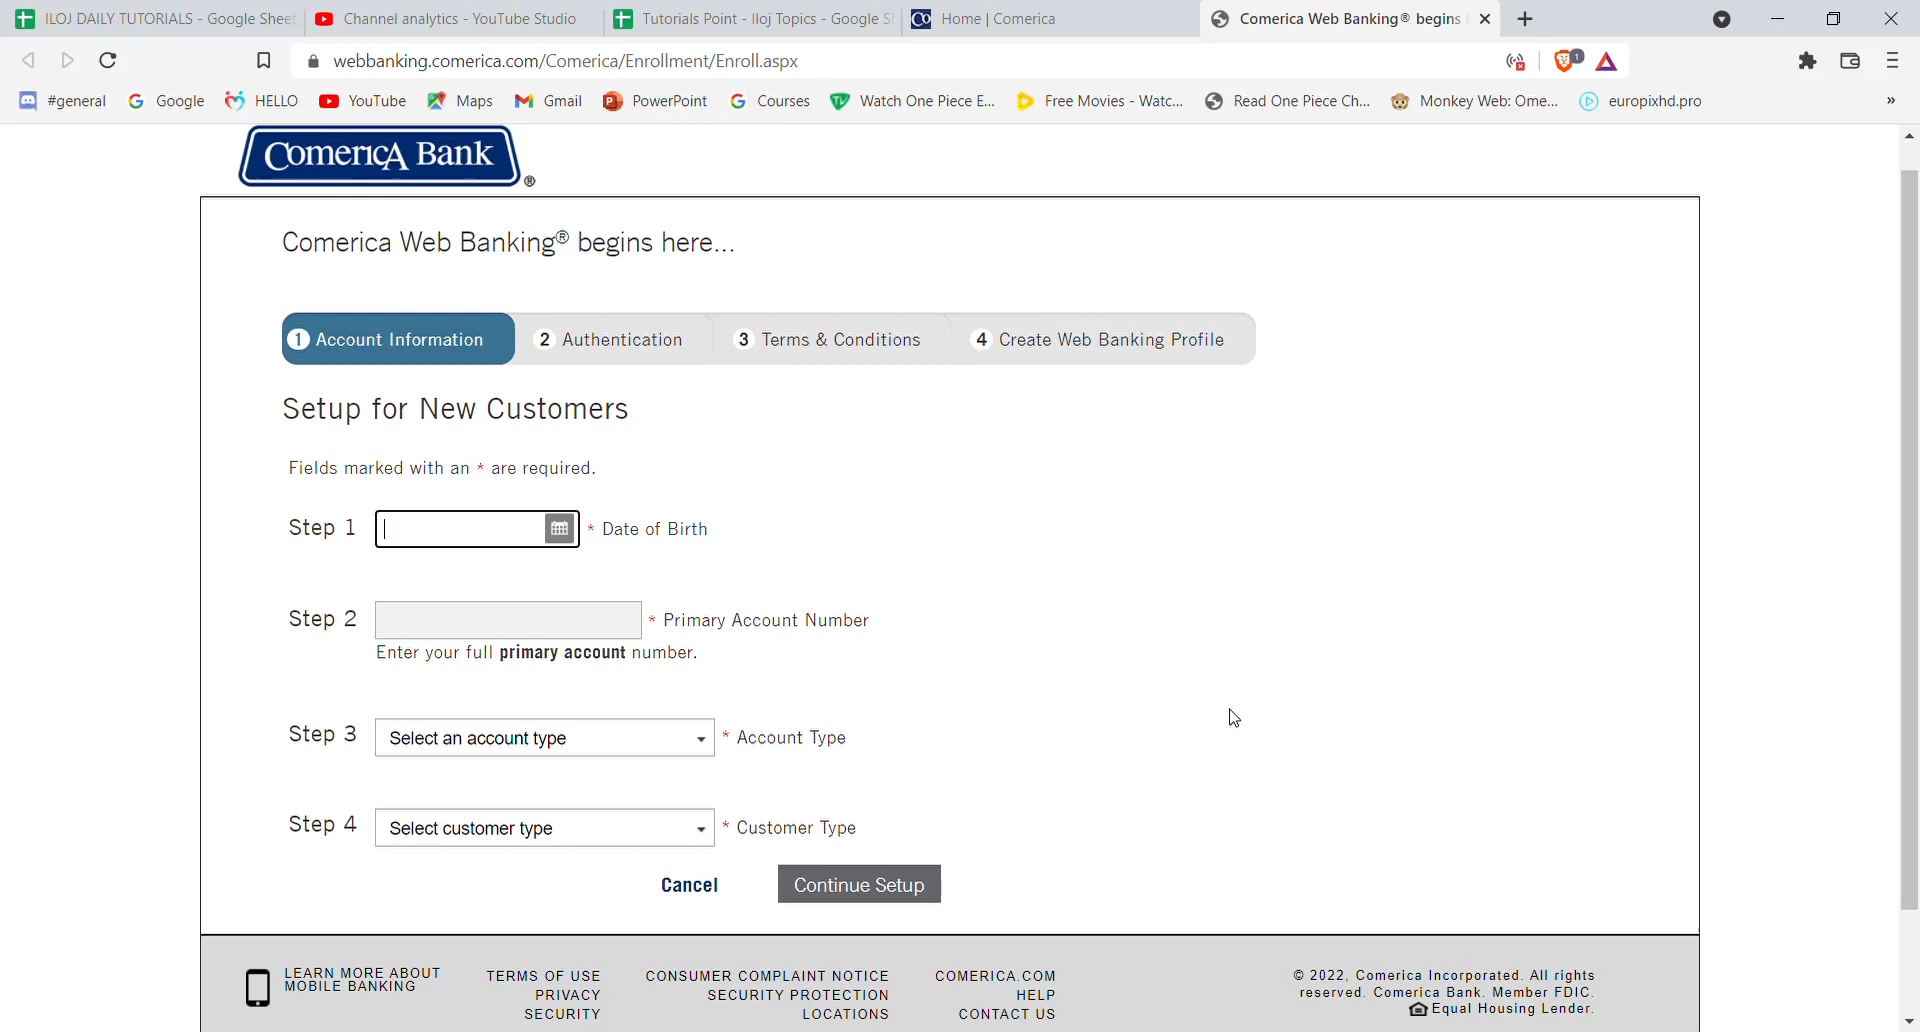 ILOJ DAILY TUTORIALS - Google Sheet
Channel analytics - YouTube Studio
Tutorials Point - Iloj Topics - Google S
Home | Comerica
Comerica Web Banking® begins
webbanking.comerica.com/Comerica/Enrollment/Enroll.aspx
1
#general
Google
HELLO
YouTube
Maps
Gmail
PowerPoint
Courses
Watch One Piece E...
Free Movies - Watc...
Read One Piece Ch...
Monkey Web: Ome...
europixhd.pro
»
ComericA Bank ®
Comerica Web Banking® begins here...
1 Account Information
2 Authentication
3 Terms & Conditions
4 Create Web Banking Profile
Setup for New Customers
Fields marked with an * are required.
Step 1 * Date of Birth
Step 2 * Primary Account Number
Enter your full primary account number.
Step 3 Select an account type * Account Type
Step 4 Select customer type * Customer Type
Cancel Continue Setup
LEARN MORE ABOUT
MOBILE BANKING
TERMS OF USE
PRIVACY
SECURITY
CONSUMER COMPLAINT NOTICE
SECURITY PROTECTION
LOCATIONS
COMERICA.COM
HELP
CONTACT US
© 2022, Comerica Incorporated. All rights
reserved. Comerica Bank. Member FDIC.
Equal Housing Lender.